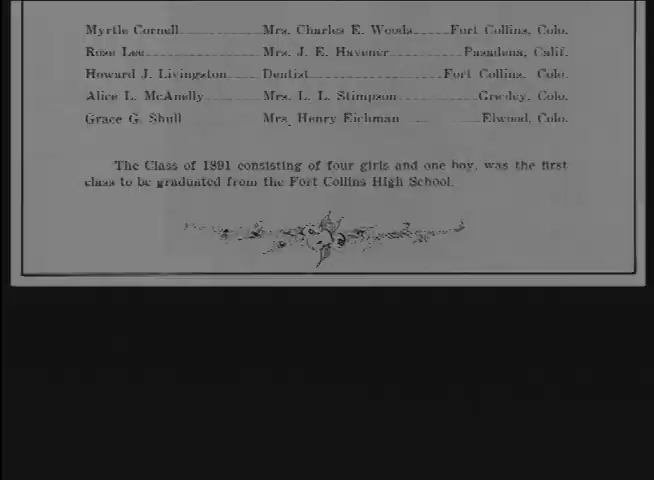 Myrtle Cornell Mrs. Charles E. Woods Fort Collins, Colo.
Rose Lee Mrs. J. E. Havener Pasadena, Calif.
Howard J. Livingston Dentist Fort Collins, Colo.
Alice L. McAnelly Mrs. L. L. Stimpson Greeley, Colo.
Grace G. Shull Mrs. Henry Eichman Elwood, Colo.
The Class of 1891 consisting of four girls and one boy, was the first
class to be graduated from the Fort Collins High School.